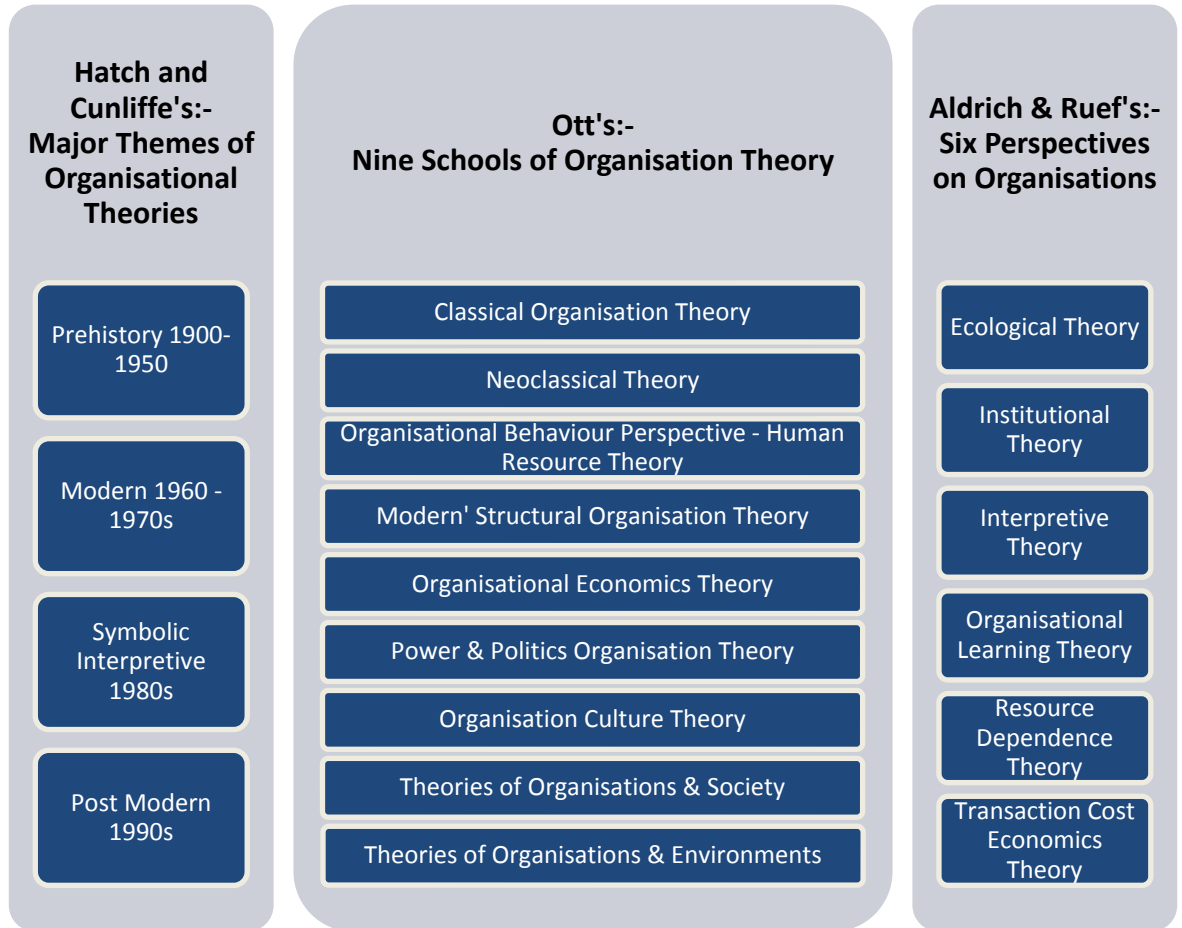 Hatch and
Cunliffe's:-
Major Themes of
Organisational
Theories
Prehistory 1900-
1950
Modern 1960 -
1970s
Symbolic
Interpretive
1980s
Post Modern
1990s
Ott's:-
Nine Schools of Organisation Theory
Classical Organisation Theory
Neoclassical Theory
Organisational Behaviour Perspective - Human
Resource Theory
Modern' Structural Organisation Theory
Organisational Economics Theory
Power & Politics Organisation Theory
Organisation Culture Theory
Theories of Organisations & Society
Theories of Organisations & Environments
Aldrich & Ruef's:-
Six Perspectives
on Organisations
Ecological Theory
Institutional
Theory
Interpretive
Theory
Organisational
Learning Theory
Resource
Dependence
Theory
Transaction Cost
Economics
Theory